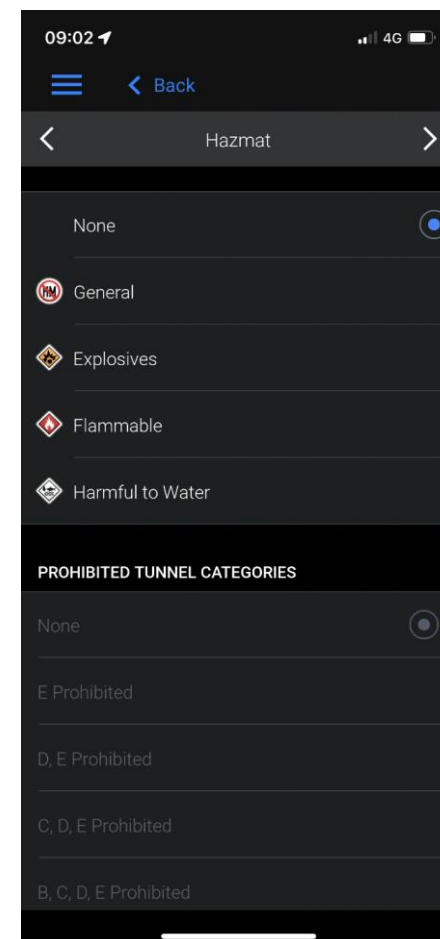 09:02
4G
Back
Hazmat
None
HM
General
Explosives
Flammable
Harmful to Water
PROHIBITED TUNNEL CATEGORIES
None
E Prohibited
D, E Prohibited
C, D, E Prohibited
B, C, D, E Prohibited